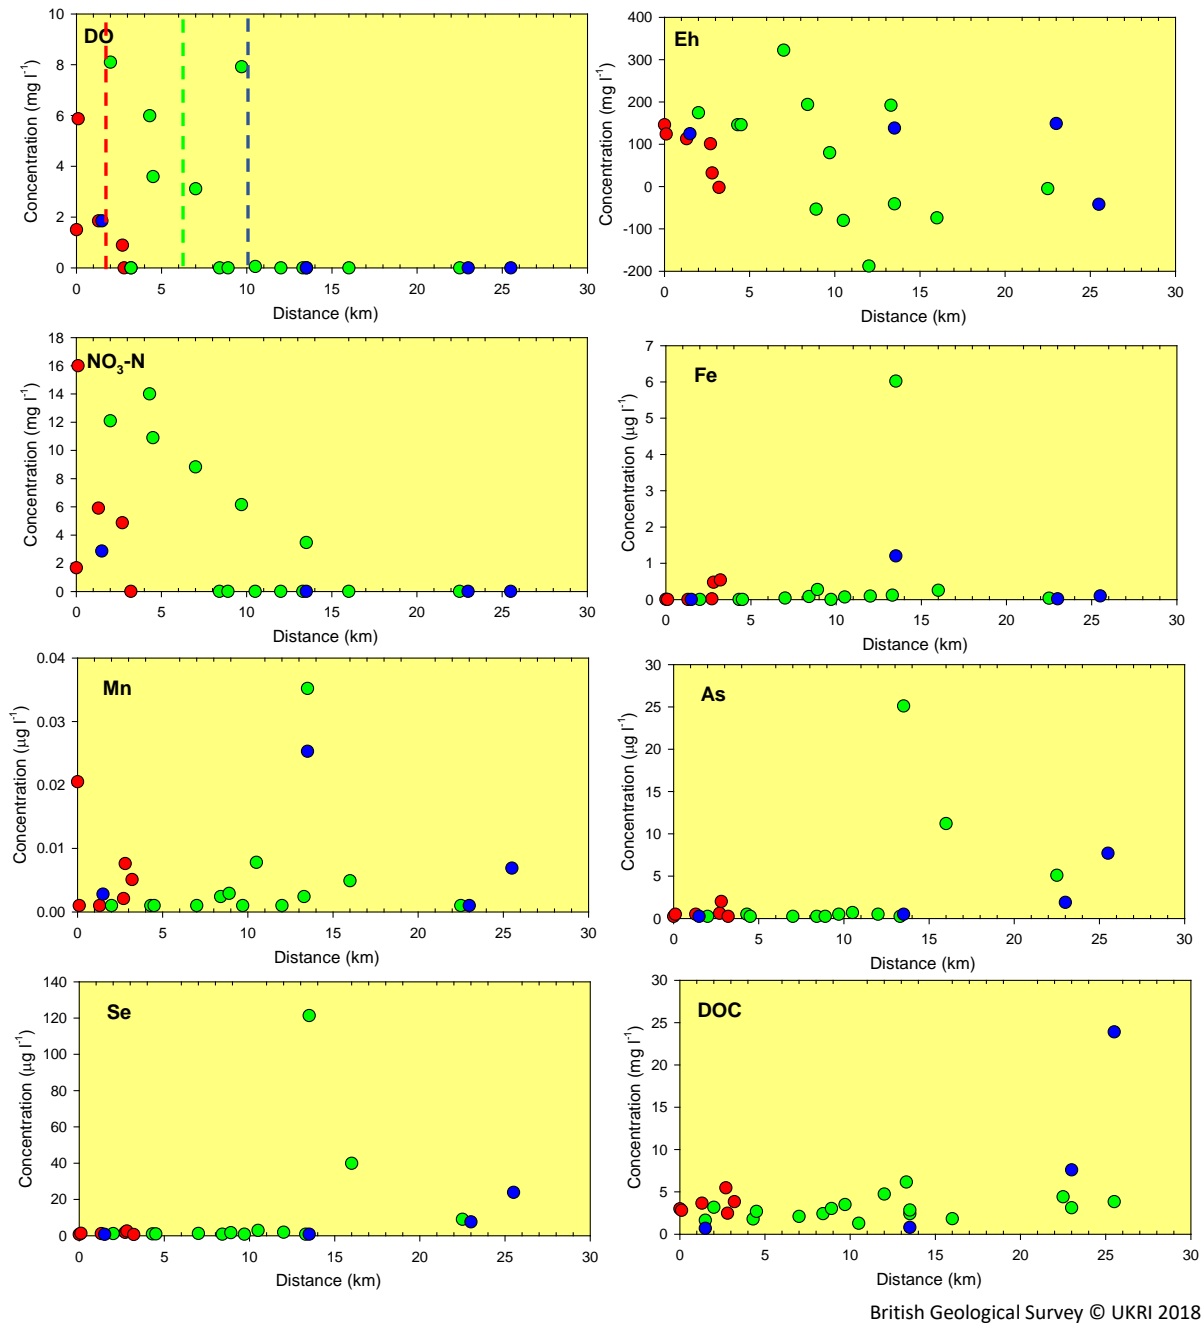 DO
Concentration (mg l-1)
10
8
6
4
2
0
0 5 10 15 20 25 30
Distance (km)
Eh
Concentration (mg l-1)
400
300
200
100
0
-100
-200
0 5 10 15 20 25 30
Distance (km)
NO3-N
Concentration (mg l-1)
18
16
14
12
10
8
6
4
2
0
0 5 10 15 20 25 30
Distance (km)
Fe
Concentration (µg l-1)
7
6
5
4
3
2
1
0
0 5 10 15 20 25 30
Distance (km)
Mn
Concentration (µg l-1)
0.04
0.03
0.02
0.01
0.00
0 5 10 15 20 25 30
Distance (km)
As
Concentration (µg l-1)
30
25
20
15
10
5
0
0 5 10 15 20 25 30
Distance (km)
Se
Concentration (µg l-1)
140
120
100
80
60
40
20
0
0 5 10 15 20 25 30
Distance (km)
DOC
Concentration (mg l-1)
30
25
20
15
10
5
0
0 5 10 15 20 25 30
Distance (km)
British Geological Survey © UKRI 2018